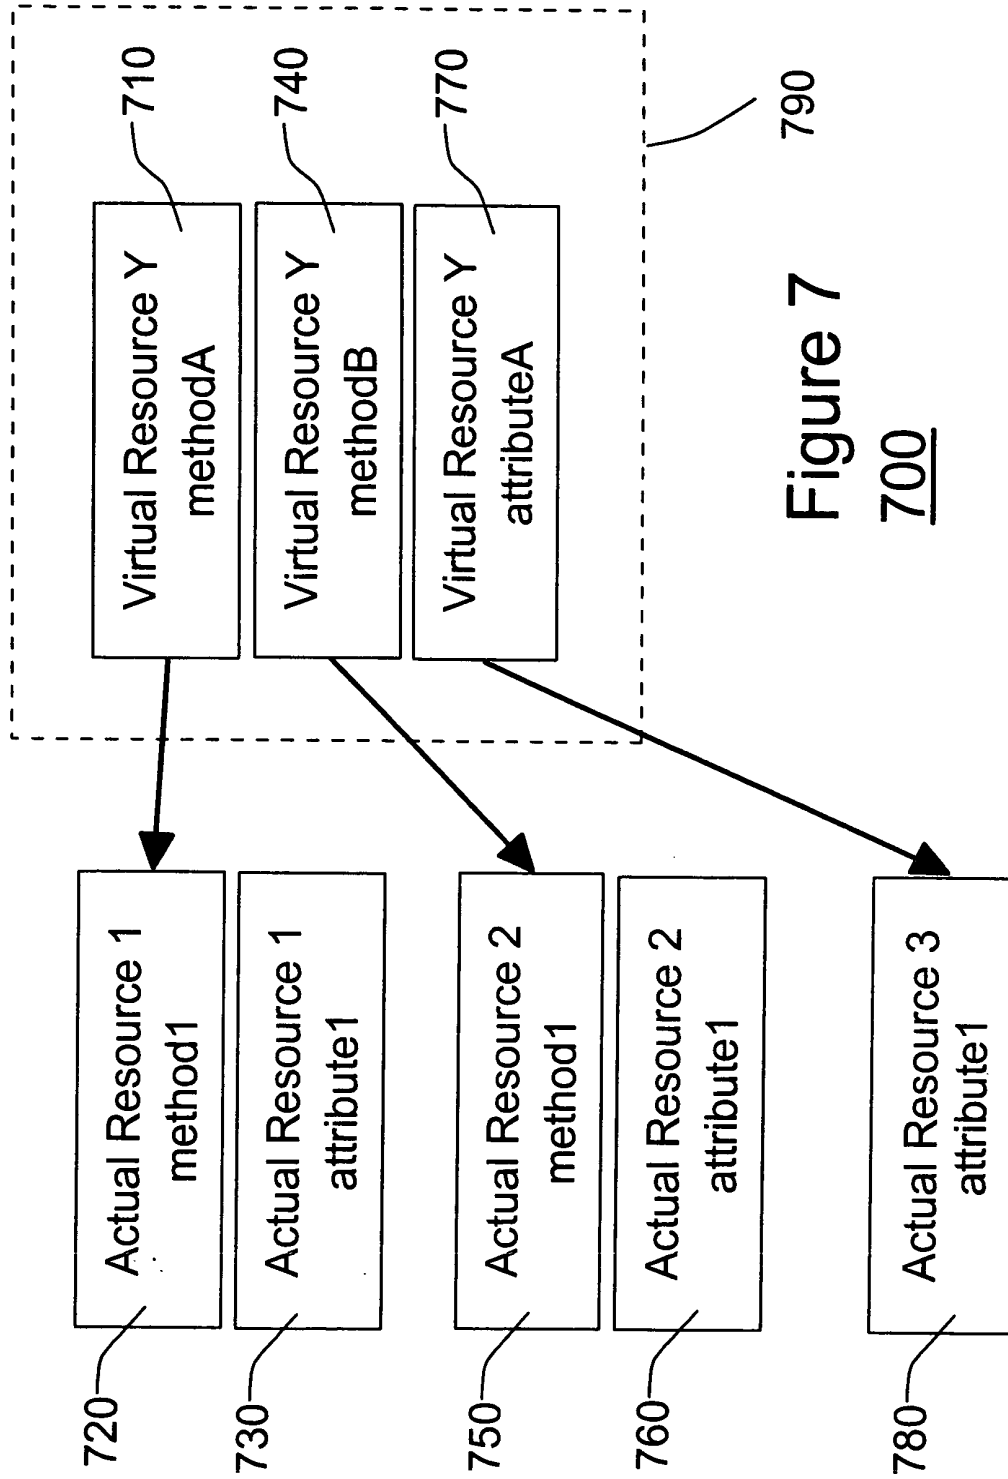 720
Actual Resource 1
method1
730
Actual Resource 1
attribute1
750
Actual Resource 2
method1
760
Actual Resource 2
attribute1
780
Actual Resource 3
attribute1
Virtual Resource Y
methodA
710
Virtual Resource Y
methodB
740
Virtual Resource Y
attributeA
770
790
Figure 7
700